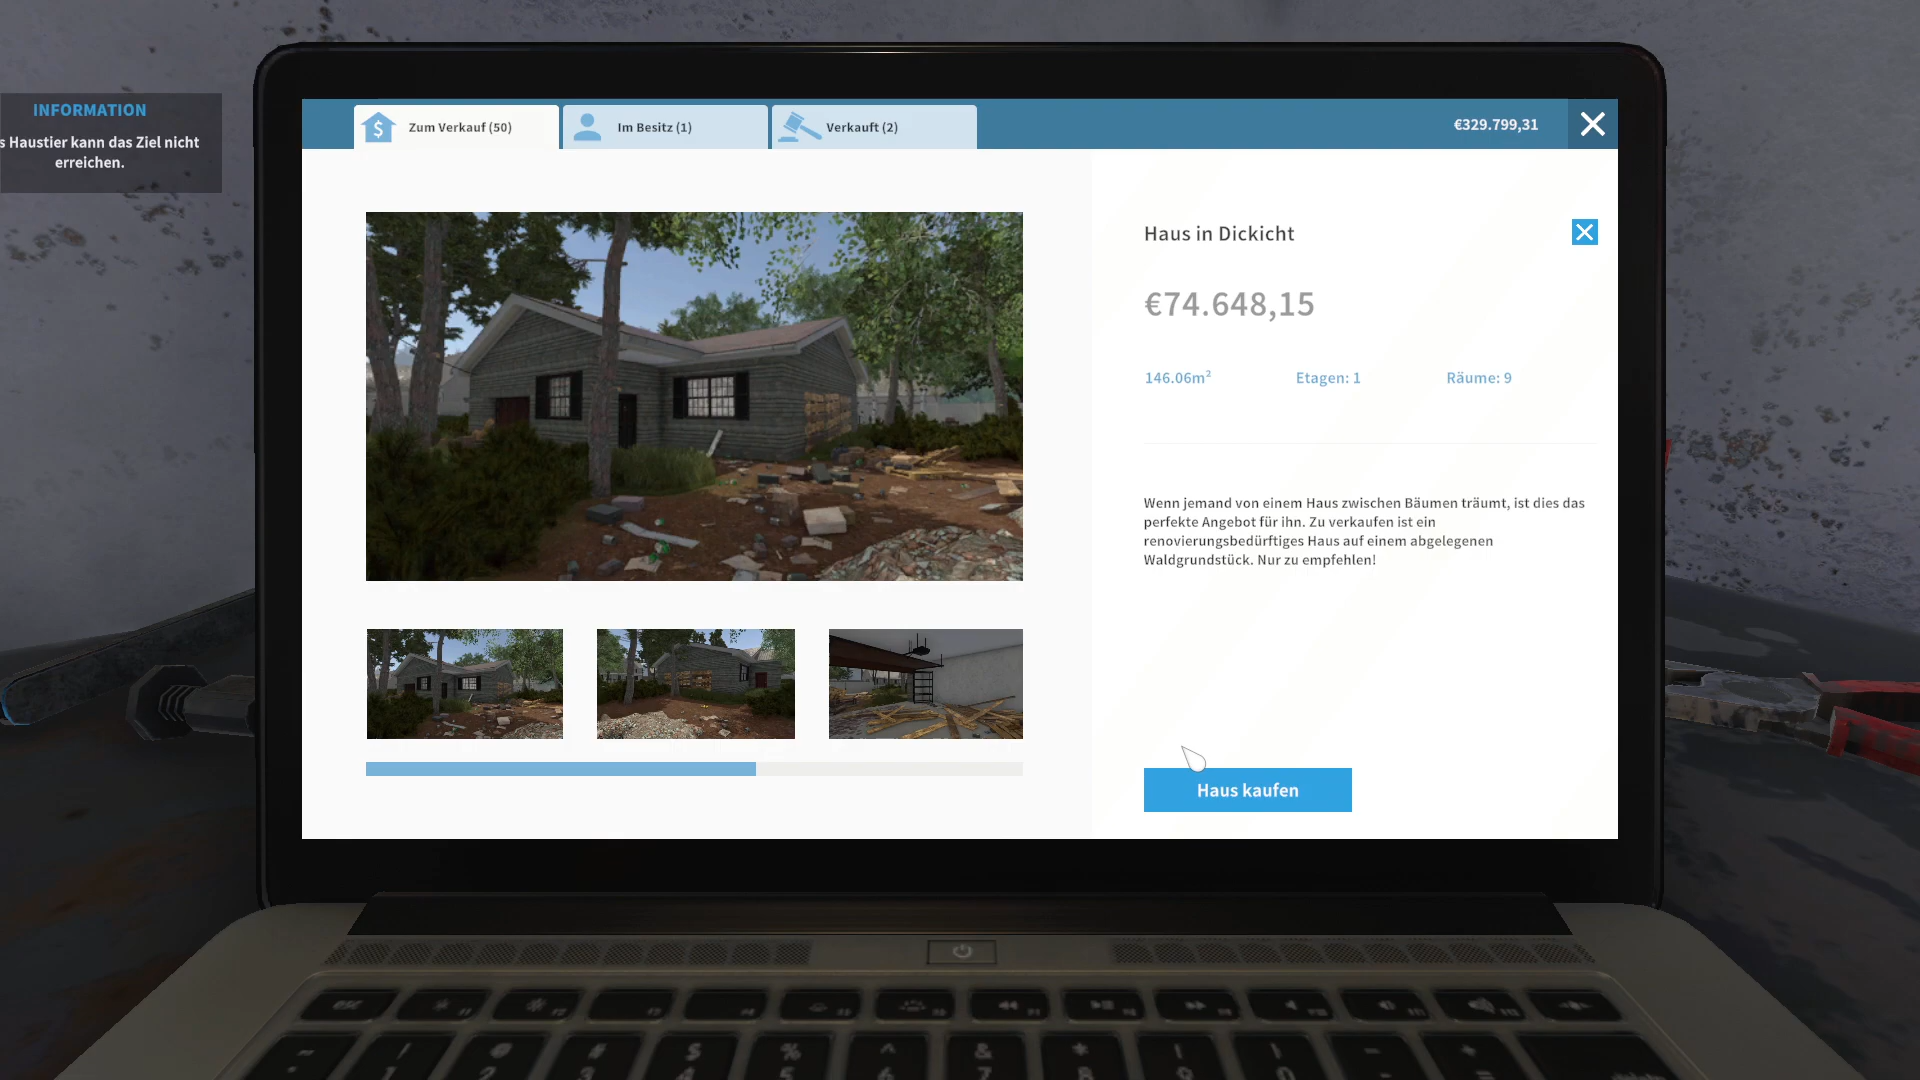 INFORMATION
s Haustier kann das Ziel nicht
erreichen.
Zum Verkauf (50)
Im Besitz (1)
Verkauft (2)
€329.799,31
Haus in Dickicht
€74.648,15
146.06m²
Etagen: 1
Räume: 9
Wenn jemand von einem Haus zwischen Bäumen träumt, ist dies das
perfekte Angebot für ihn. Zu verkaufen ist ein
renovierungsbedürftiges Haus auf einem abgelegenen
Waldgrundstück. Nur zu empfehlen!
Haus kaufen
esc